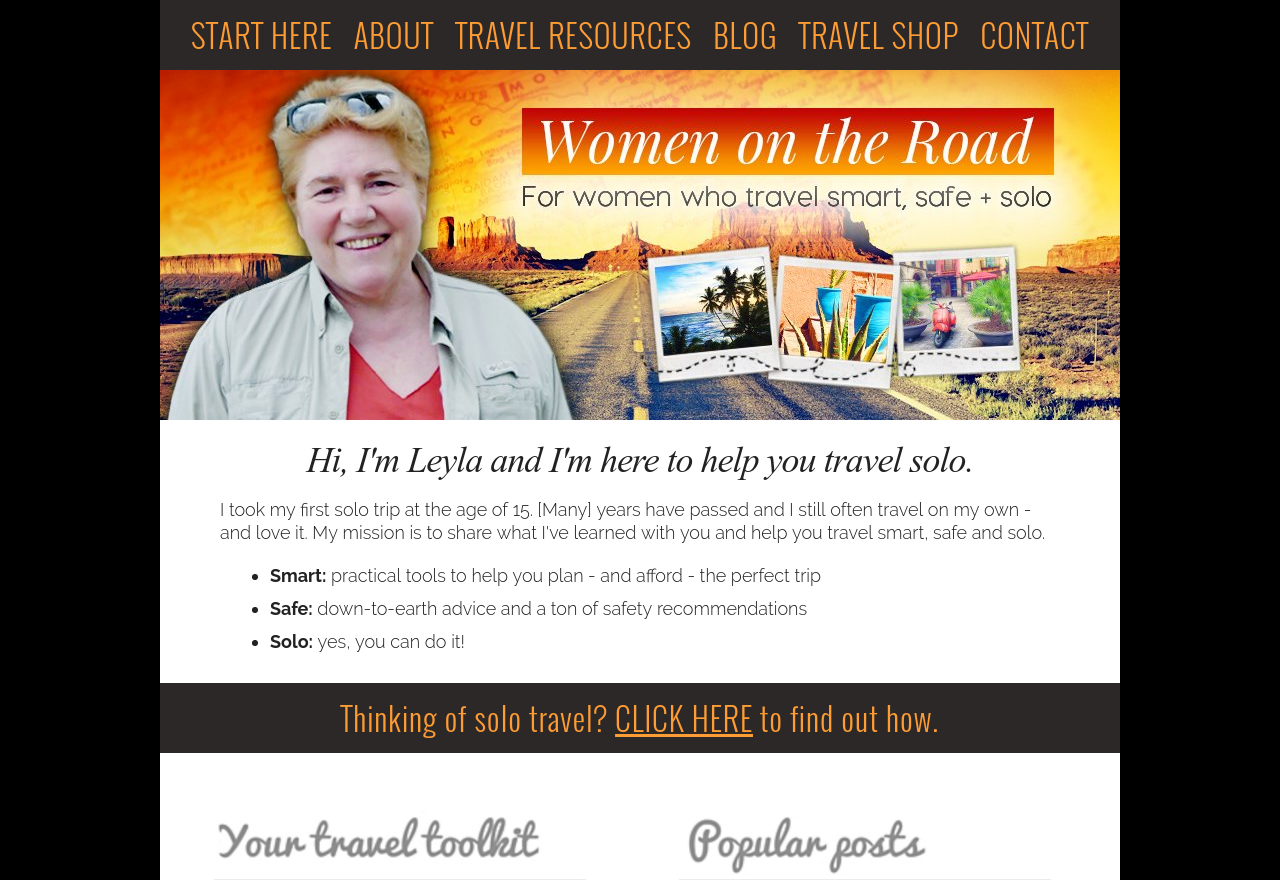 START HERE ABOUT TRAVEL RESOURCES BLOG TRAVEL SHOP CONTACT
Women on the Road
For women who travel smart, safe + solo
Hi, I'm Leyla and I'm here to help you travel solo.
I took my first solo trip at the age of 15. [Many] years have passed and I still often travel on my own -
and love it. My mission is to share what I've learned with you and help you travel smart, safe and solo.
• Smart: practical tools to help you plan - and afford - the perfect trip
• Safe: down-to-earth advice and a ton of safety recommendations
• Solo: yes, you can do it!
Thinking of solo travel? CLICK HERE to find out how.
Your travel toolkit
Popular posts